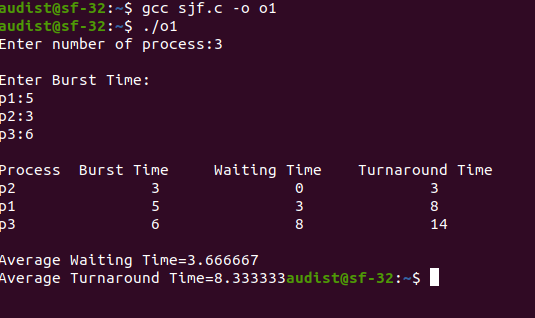 audist@sf-32:~$ gcc sjf.c -o o1
audist@sf-32:~$ ./o1
Enter number of process:3
Enter Burst Time:
p1:5
p2:3
p3:6
Process Burst Time Waiting Time Turnaround Time
p2 3 0 3
p1 5 3 8
p3 6 8 14
Average Waiting Time=3.666667
Average Turnaround Time=8.333333audist@sf-32:~$